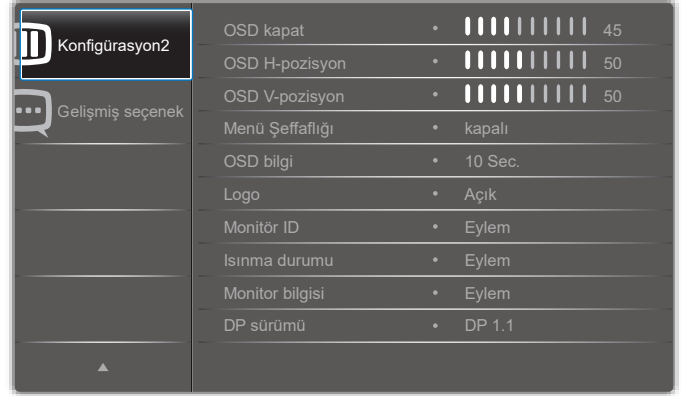 Konfigürasyon2
Gelişmiş seçenek
OSD kapat • 45
OSD H-pozisyon • 50
OSD V-pozisyon • 50
Menü Şeffaflığı • kapalı
OSD bilgi • 10 Sec.
Logo • Açık
Monitör ID • Eylem
Isınma durumu • Eylem
Monitor bilgisi • Eylem
DP sürümü • DP 1.1